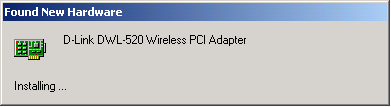 Found New Hardware
D-Link DWL-520 Wireless PCI Adapter
Installing ...